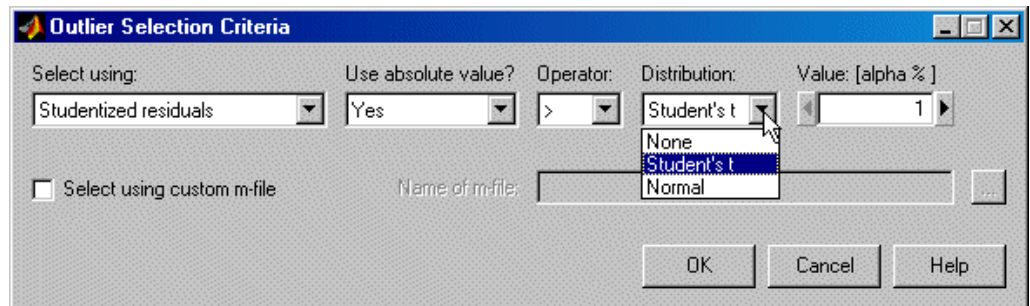 Outlier Selection Criteria
Select using: Use absolute value? Operator: Distribution: Value: [alpha % ]
Studentized residuals Yes > Student's t 1
None
Student's t
Normal
Select using custom m-file Name of m-file: ...
OK Cancel Help